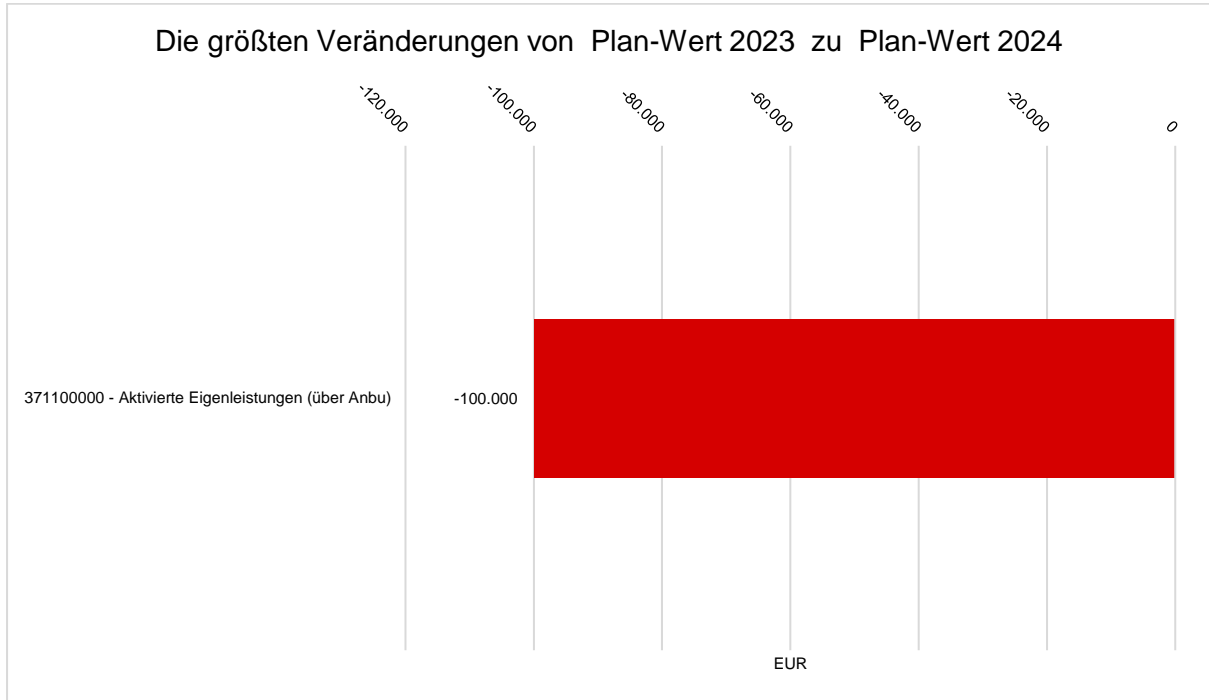 Die größten Veränderungen von Plan-Wert 2023 zu Plan-Wert 2024
-120.000
-100.000
-80.000
-60.000
-40.000
-20.000
0
371100000 - Aktivierte Eigenleistungen (über Anbu)
-100.000
EUR